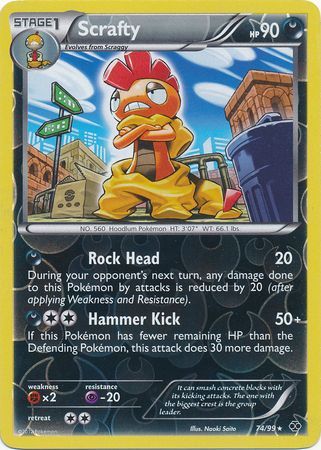 STAGE1
Scrafty
HP 90
Evolves from Scraggy
NO. 560 Hoodlum Pokémon HT: 3'07" WT: 66.1 lbs.
Rock Head 20
During your opponent's next turn, any damage done
to this Pokémon by attacks is reduced by 20 (after
applying Weakness and Resistance).
Hammer Kick 50+
If this Pokémon has fewer remaining HP than the
Defending Pokémon, this attack does 30 more damage.
weakness
resistance
×2
-20
retreat
It can smash concrete blocks with
its kicking attacks. The one with
the biggest crest is the group
leader.
©2012 Pokémon
Illus. Naoki Saito
74/99★